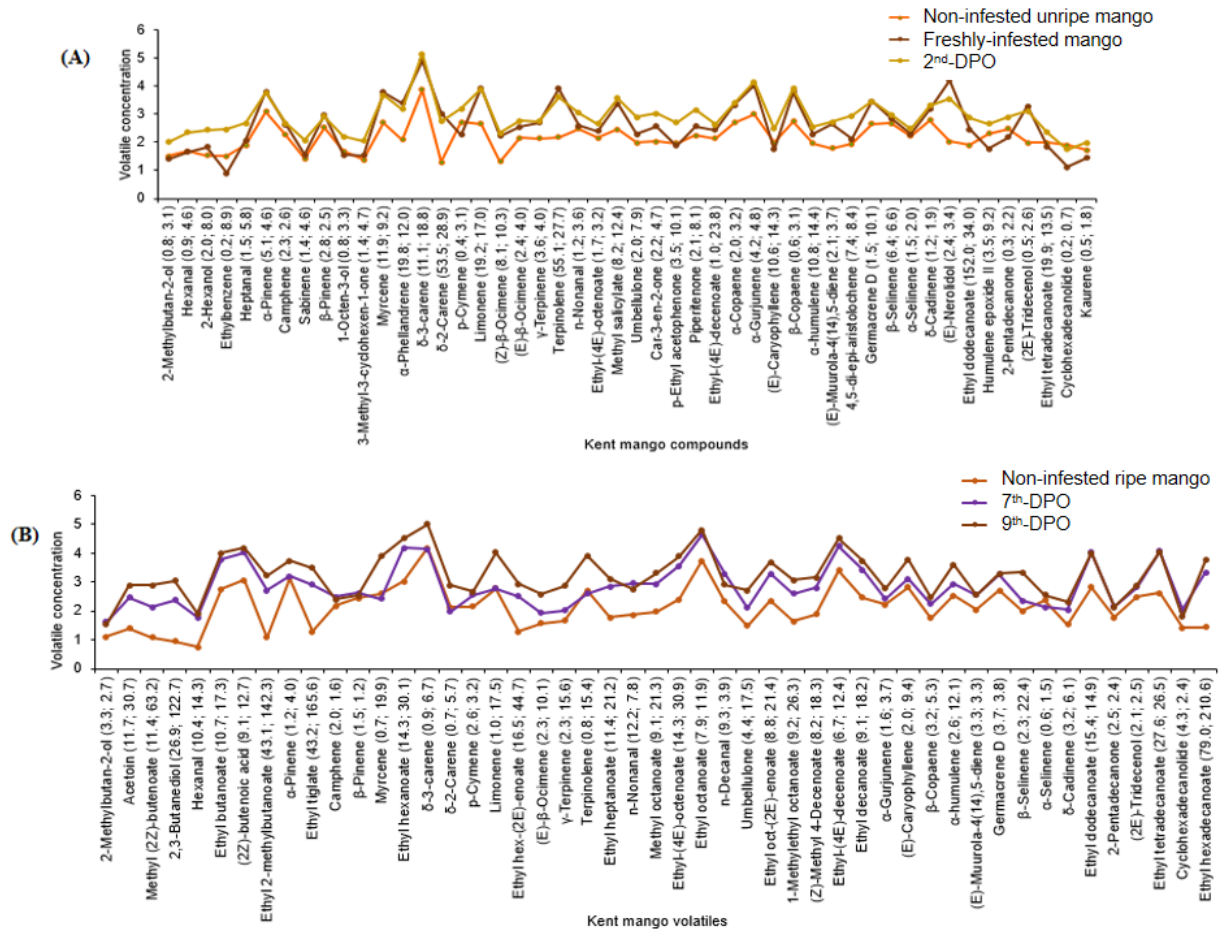 (A)
Non-infested unripe mango
Freshly-infested mango
2nd-DPO
Volatile concentration
6
5
4
3
2
1
0
2-Methylbutan-2-ol (0.8; 3.1)
Hexanal (0.9; 4.6)
2-Hexanol (2.0; 8.0)
Ethylbenzene (0.2; 8.9)
Heptanal (1.5; 5.8)
α-Pinene (5.1; 4.6)
Camphene (2.3; 2.6)
Sabinene (1.4; 4.6)
β-Pinene (2.8; 2.5)
1-Octen-3-ol (0.8; 3.3)
3-Methyl-3-cyclohexen-1-one (1.4; 4.7)
Myrcene (11.9; 9.2)
α-Phellandrene (19.8; 12.0)
δ-3-carene (11.1; 18.8)
δ-2-Carene (53.5; 28.9)
p-Cymene (0.4; 3.1)
Limonene (19.2; 17.0)
(Z)-β-Ocimene (8.1; 10.3)
(E)-β-Ocimene (2.4; 4.0)
γ-Terpinene (3.6; 4.0)
Terpinolene (55.1; 27.7)
n-Nonanal (1.2; 3.6)
Ethyl-(4E)-octenoate (1.7; 3.2)
Methyl salicylate (8.2; 12.4)
Umbellulone (2.0; 7.9)
Car-3-en-2-one (2.2; 4.7)
p-Ethyl acetophenone (3.5; 10.1)
Piperitenone (2.1; 8.1)
Ethyl-(4E)-decenoate (1.0; 23.8)
α-Copaene (2.0; 3.2)
α-Gurjunene (4.2; 4.8)
(E)-Caryophyllene (10.6; 14.3)
β-Copaene (0.6; 3.1)
α-humulene (10.8; 14.4)
(E)-Muurola-4(14),5-diene (2.1; 3.7)
4,5-di-epi-aristolochene (7.4; 8.4)
Germacrene D (1.5; 10.1)
β-Selinene (6.4; 6.6)
α-Selinene (1.5; 2.0)
δ-Cadinene (1.2; 1.9)
(E)-Nerolidol (2.4; 3.4)
Ethyl dodecanoate (152.0; 34.0)
Humulene epoxide II (3.5; 9.2)
2-Pentadecanon (0.3; 2.2)
(2E)-Tridecenol (0.5; 2.6)
Ethyl tetradecanoate (19.9; 13.5)
Cyclohexadecanolide (0.2; 0.7)
Kaurene (0.5; 1.8)
Kent mango compounds
(B)
Non-infested ripe mango
7th-DPO
9th-DPO
Volatile concentration
6
5
4
3
2
1
0
2-Methylbutan-2-ol (3.3; 2.7)
Acetoin (11.7; 30.7)
Methyl (2Z)-butenoate (11.4; 63.2)
2,3-Butanediol (26.9; 122.7)
Hexanal (10.4; 14.3)
Ethyl butanoate (10.7; 17.3)
(2Z)-butenoic acid (9.1; 12.7)
Ethyl 2-methylbutanoate (43.1; 142.3)
α-Pinene (1.2; 4.0)
Ethyl tiglate (43.2; 165.6)
Camphene (2.0; 1.6)
β-Pinene (1.5; 1.2)
Myrcene (0.7; 19.9)
Ethyl hexanoate (14.3; 30.1)
δ-3-carene (0.9; 6.7)
δ-2-Carene (0.7; 5.7)
p-Cymene (2.6; 3.2)
Limonene (1.0; 17.5)
Ethyl hex-(2E)-enoate (16.5; 44.7)
(E)-β-Ocimene (2.3; 10.1)
γ-Terpinene (2.3; 15.6)
Terpinolene (0.8; 15.4)
Ethyl heptanoate (11.4; 21.2)
n-Nonanal (12.2; 7.8)
Methyl octanoate (9.1; 21.3)
Ethyl-(4E)-octenoate (14.3; 30.9)
Ethyl octanoate (7.9; 11.9)
n-Decanal (9.3; 3.9)
Umbellulone (4.4; 17.5)
Ethyl oct-(2E)-enoate (8.8; 21.4)
1-Methylethyl octanoate (9.2; 26.3)
(Z)-Methyl 4-Decenoate (8.2; 18.3)
Ethyl-(4E)-decenoate (6.7; 12.4)
Ethyl decanoate (9.1; 18.2)
α-Gurjunene (1.6; 3.7)
(E)-Caryophyllene (2.0; 9.4)
β-Copaene (3.2; 5.3)
α-humulene (2.6; 12.1)
(E)-Muurola-4(14),5-diene (3.3; 3.3)
Germacrene D (3.7; 3.8)
β-Selinene (2.3; 22.4)
α-Selinene (0.6; 1.5)
δ-Cadinene (3.2; 6.1)
Ethyl dodecanoate (15.4; 14.9)
2-Pentadecanone (2.5; 2.4)
(2E)-Tridecenol (2.1; 2.5)
Ethyl tetradecanoate (27.6; 26.5)
Cyclohexadecanolide (4.3; 2.4)
Ethyl hexadecanoate (79.0; 210.6)
Kent mango volatiles